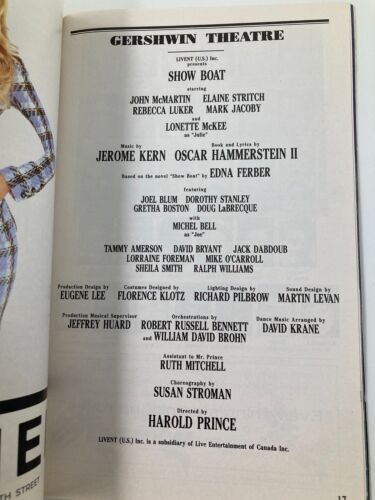 GERSHWIN THEATRE
LIVENT (U.S.) Inc.
presents
SHOW BOAT
starring
JOHN McMARTIN ELAINE STRITCH
REBECCA LUKER MARK JACOBY
and
LONETTE McKEE
as "Julie"
Music by Book and Lyrics by
JEROME KERN OSCAR HAMMERSTEIN II
Based on the novel "Show Boat" by EDNA FERBER
featuring
JOEL BLUM DOROTHY STANLEY
GRETHA BOSTON DOUG LaBRECQUE
with
MICHEL BELL
as "Joe"
TAMMY AMERSON DAVID BRYANT JACK DABDOUB
LORRAINE FOREMAN MIKE O'CARROLL
SHEILA SMITH RALPH WILLIAMS
Production Design by Costumes Designed by Lighting Design by Sound Design by
EUGENE LEE FLORENCE KLOTZ RICHARD PILBROW MARTIN LEVAN
Production Musical Supervisor Orchestrations by Dance Music Arranged by
JEFFREY HUARD ROBERT RUSSELL BENNETT DAVID KRANE
and WILLIAM DAVID BROHN
Assistant to Mr. Prince
RUTH MITCHELL
Choreography by
SUSAN STROMAN
Directed by
HAROLD PRINCE
LIVENT (U.S.) Inc. is a subsidiary of Live Entertainment of Canada Inc.
17
E
TH STREET